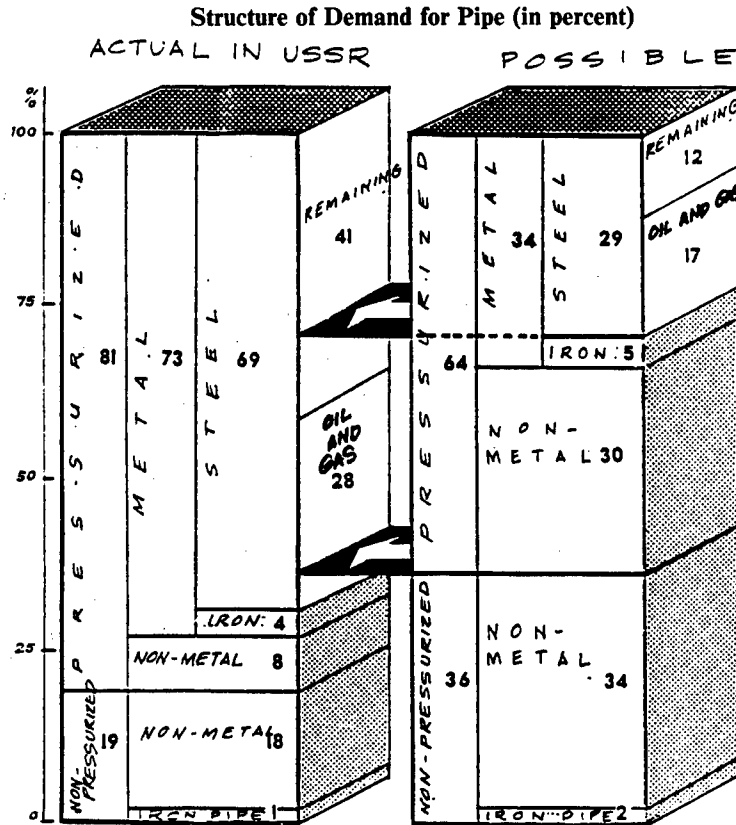 Structure of Demand for Pipe (in percent)
ACTUAL IN USSR
POSSIBLE
%
100
75
50
25
0
PRESSURIZED
81
METAL
73
STEEL
69
REMAINING
41
OIL
AND
GAS
28
IRON: 4
NON-METAL 8
NON-
PRESSURIZED
19
NON-METAL 18
IRON PIPE 1
PRESSURIZED
64
METAL
34
STEEL
29
REMAINING
12
OIL AND GAS
17
IRON: 5
NON-
METAL 30
NON-PRESSURIZED
36
NON-
METAL
34
IRON PIPE 2